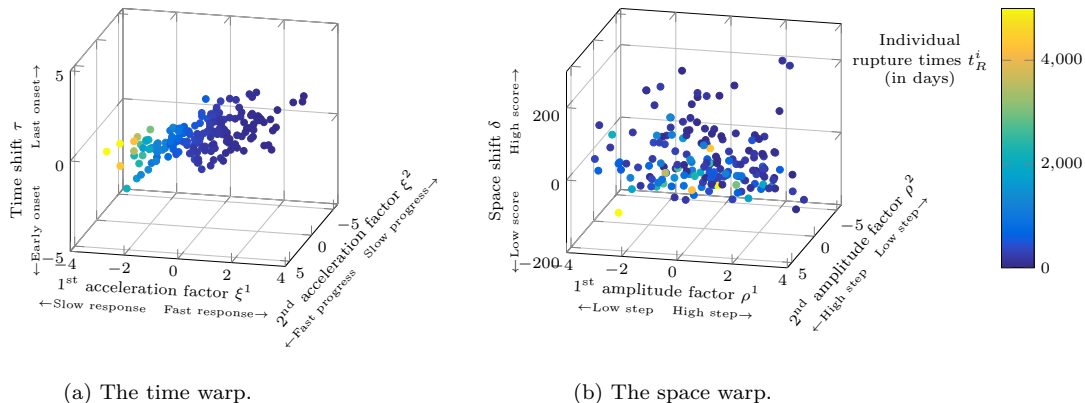 5
0
−5
−4
−2
0
2
4
5
0
−5
Time shift τ
←Early onset    Last onset→
1st acceleration factor ξ1
←Slow response    Fast response→
2nd acceleration factor ξ2
←Fast progress    Slow progress→
(a) The time warp.
200
0
−200
−4
−2
0
2
4
5
0
−5
Space shift δ
←Low score    High score→
1st amplitude factor ρ1
←Low step    High step→
2nd amplitude factor ρ2
←High step    Low step→
(b) The space warp.
Individual
rupture times t_R^i
(in days)
4,000
2,000
0